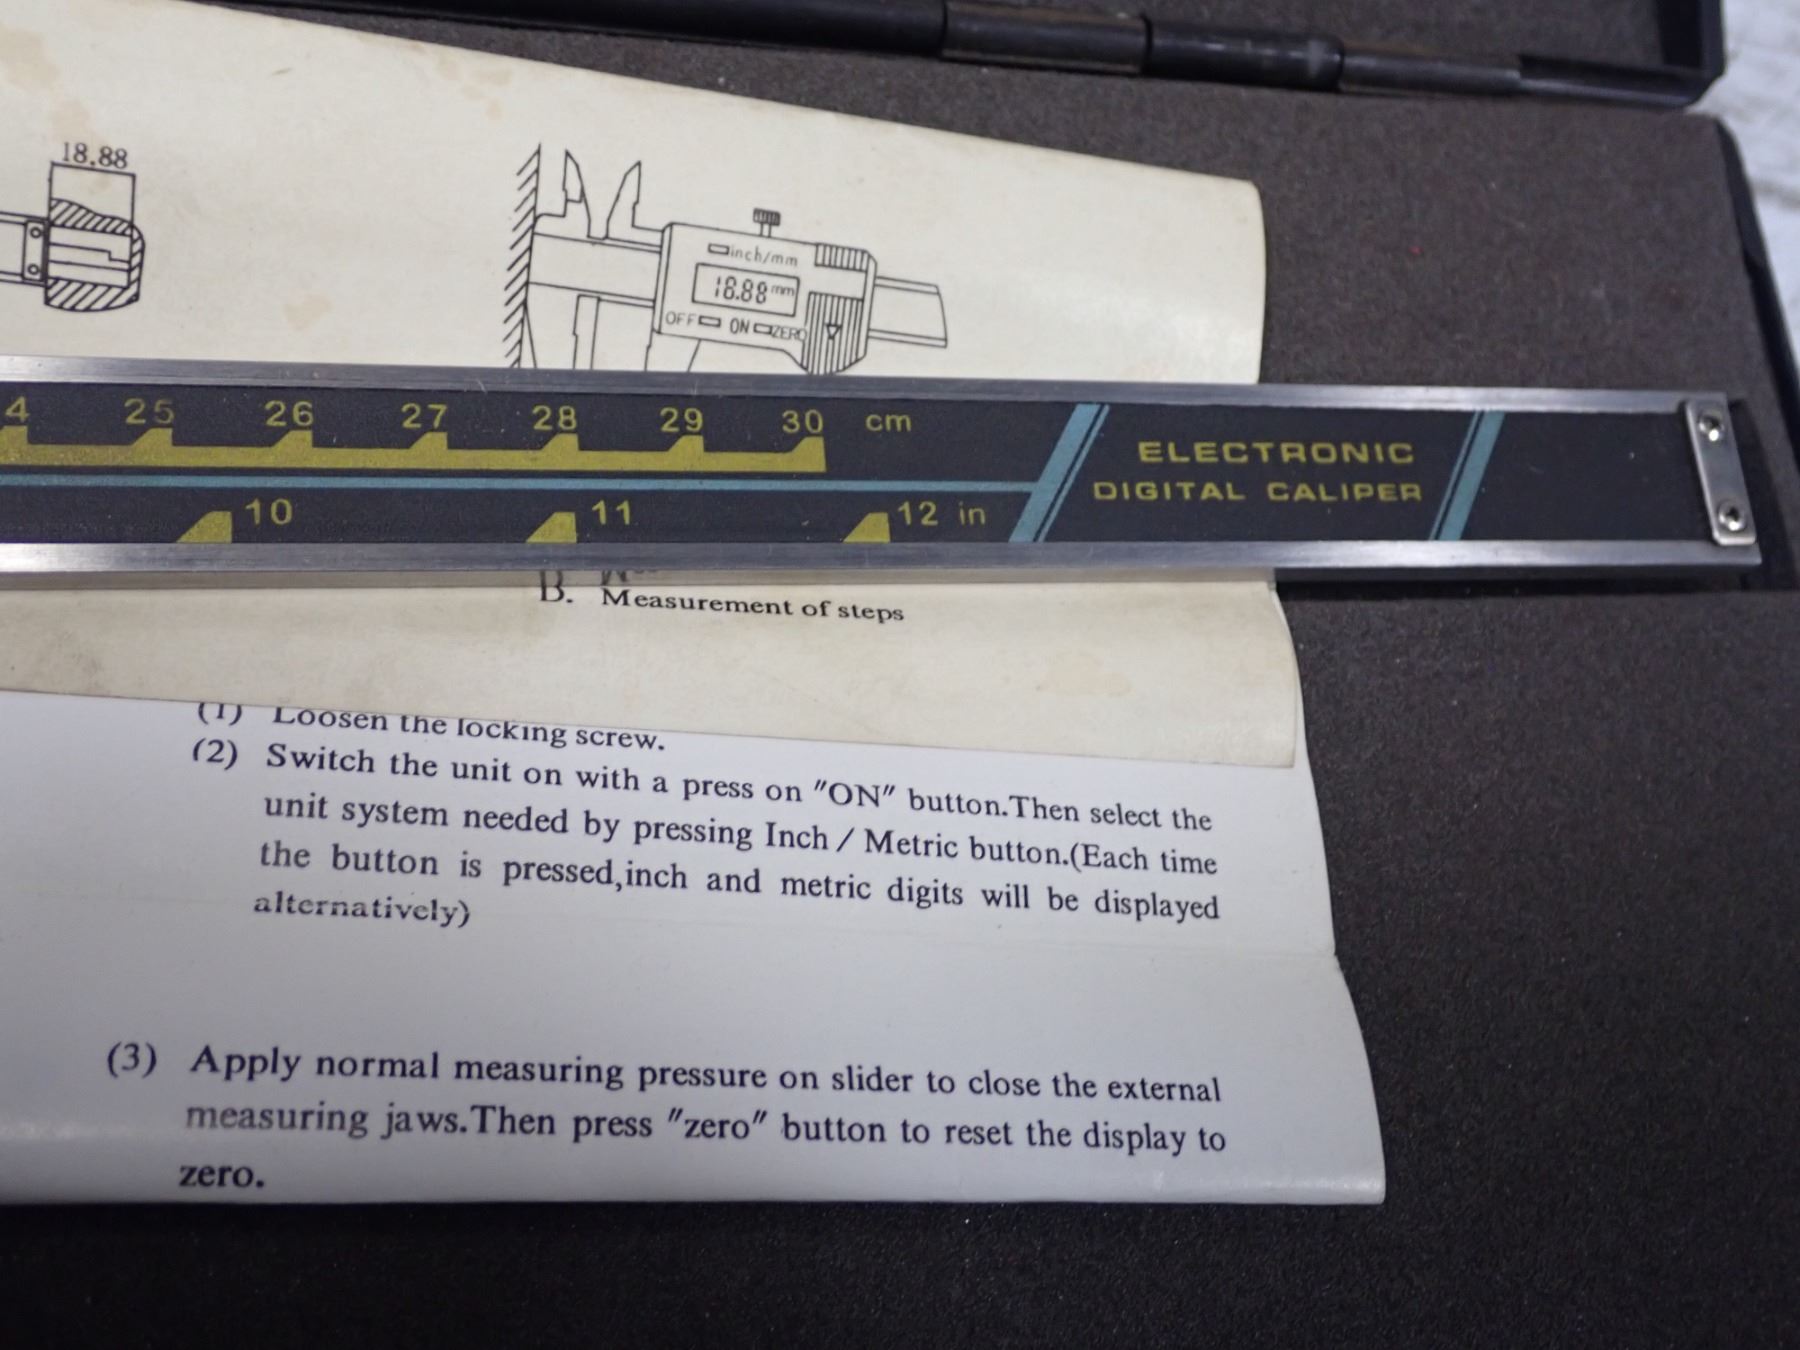 18.88
inch/mm
18.88 mm
OFF ON ZERO
25 26 27 28 29 30 cm
10 11 12 in
ELECTRONIC
DIGITAL CALIPER
B. Measurement of steps
(1) Loosen the locking screw.
(2) Switch the unit on with a press on "ON" button.Then select the
unit system needed by pressing Inch / Metric button.(Each time
the button is pressed,inch and metric digits will be displayed
alternatively)
(3) Apply normal measuring pressure on slider to close the external
measuring jaws.Then press "zero" button to reset the display to
zero.